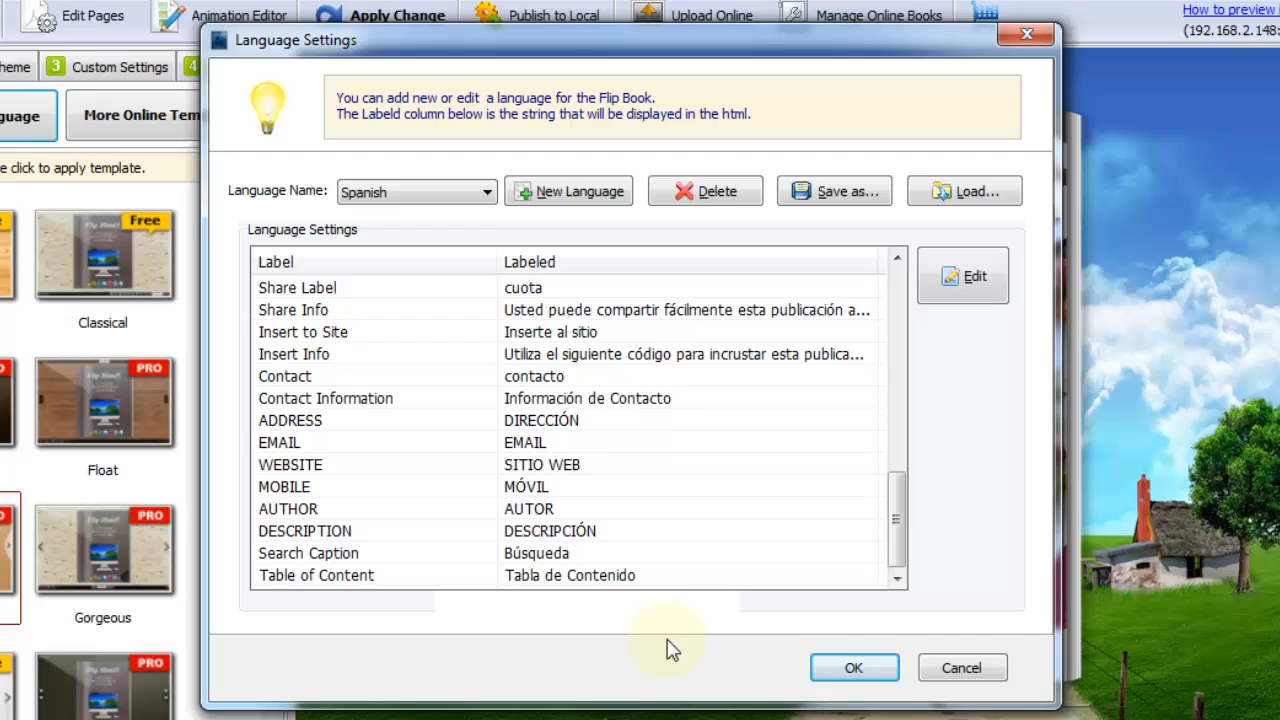 Edit Pages
Animation Editor
Apply Change
Publish to Local
Upload Online
Manage Online Books
How to preview
(192.168.2.148:
Language Settings
heme
3 Custom Settings
4
guage
More Online Tem
e click to apply template.
You can add new or edit a language for the Flip Book.
The Labeld column below is the string that will be displayed in the html.
Language Name:
Spanish
New Language
Delete
Save as...
Load...
Language Settings
Label Labeled
Edit
Share Label cuota
Share Info Usted puede compartir fácilmente esta publicación a...
Insert to Site Inserte al sitio
Insert Info Utiliza el siguiente código para incrustar esta publica...
Contact contacto
Contact Information Información de Contacto
ADDRESS DIRECCIÓN
EMAIL EMAIL
WEBSITE SITIO WEB
MOBILE MÓVIL
AUTHOR AUTOR
DESCRIPTION DESCRIPCIÓN
Search Caption Búsqueda
Table of Content Tabla de Contenido
Free
Classical
PRO
Float
PRO
Gorgeous
PRO
OK
Cancel